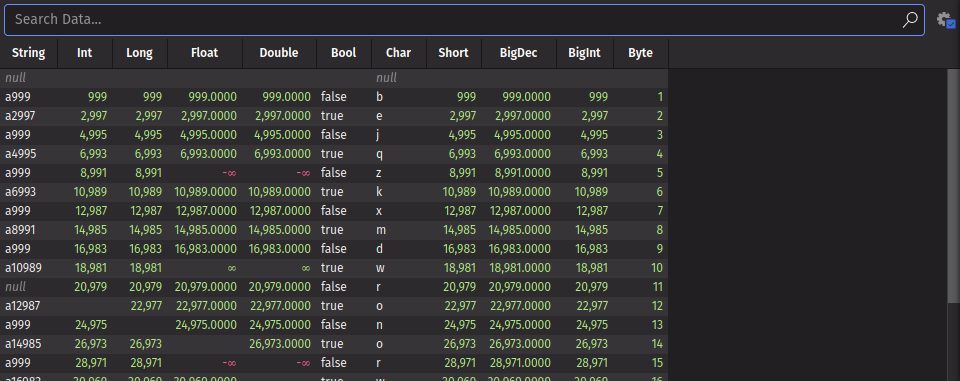 Search Data...
String Int Long Float Double Bool Char Short BigDec BigInt Byte
null null
a999 999 999 999.0000 999.0000 false b 999 999.0000 999 1
a2997 2,997 2,997 2,997.0000 2,997.0000 true e 2,997 2,997.0000 2,997 2
a999 4,995 4,995 4,995.0000 4,995.0000 false j 4,995 4,995.0000 4,995 3
a4995 6,993 6,993 6,993.0000 6,993.0000 true q 6,993 6,993.0000 6,993 4
a999 8,991 8,991 -∞ -∞ false z 8,991 8,991.0000 8,991 5
a6993 10,989 10,989 10,989.0000 10,989.0000 true k 10,989 10,989.0000 10,989 6
a999 12,987 12,987 12,987.0000 12,987.0000 false x 12,987 12,987.0000 12,987 7
a8991 14,985 14,985 14,985.0000 14,985.0000 true m 14,985 14,985.0000 14,985 8
a999 16,983 16,983 16,983.0000 16,983.0000 false d 16,983 16,983.0000 16,983 9
a10989 18,981 18,981 ∞ ∞ true w 18,981 18,981.0000 18,981 10
null 20,979 20,979 20,979.0000 20,979.0000 false r 20,979 20,979.0000 20,979 11
a12987 22,977 22,977.0000 22,977.0000 true o 22,977 22,977.0000 22,977 12
a999 24,975 24,975.0000 24,975.0000 false n 24,975 24,975.0000 24,975 13
a14985 26,973 26,973 26,973.0000 true o 26,973 26,973.0000 26,973 14
a999 28,971 28,971 -∞ -∞ false r 28,971 28,971.0000 28,971 15